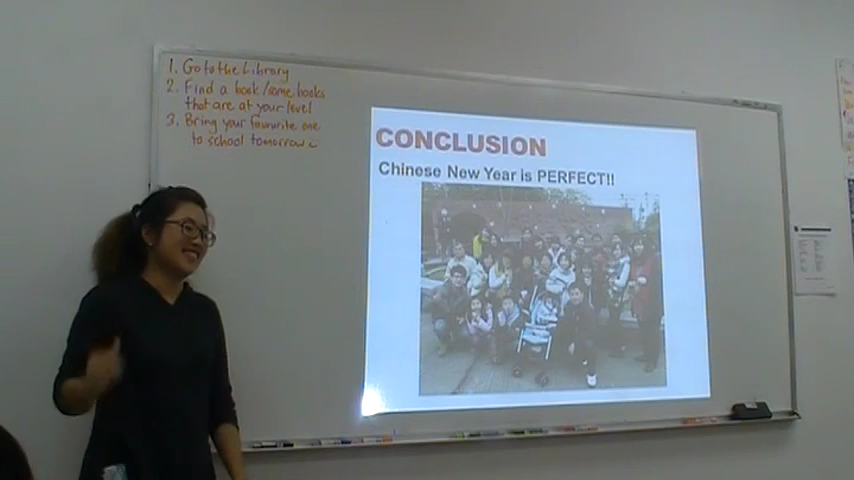 1. Go to the Library
2. Find a book/some books
that are at your level
3. Bring your favourite one
to school tomorrow
CONCLUSION
Chinese New Year is PERFECT!!